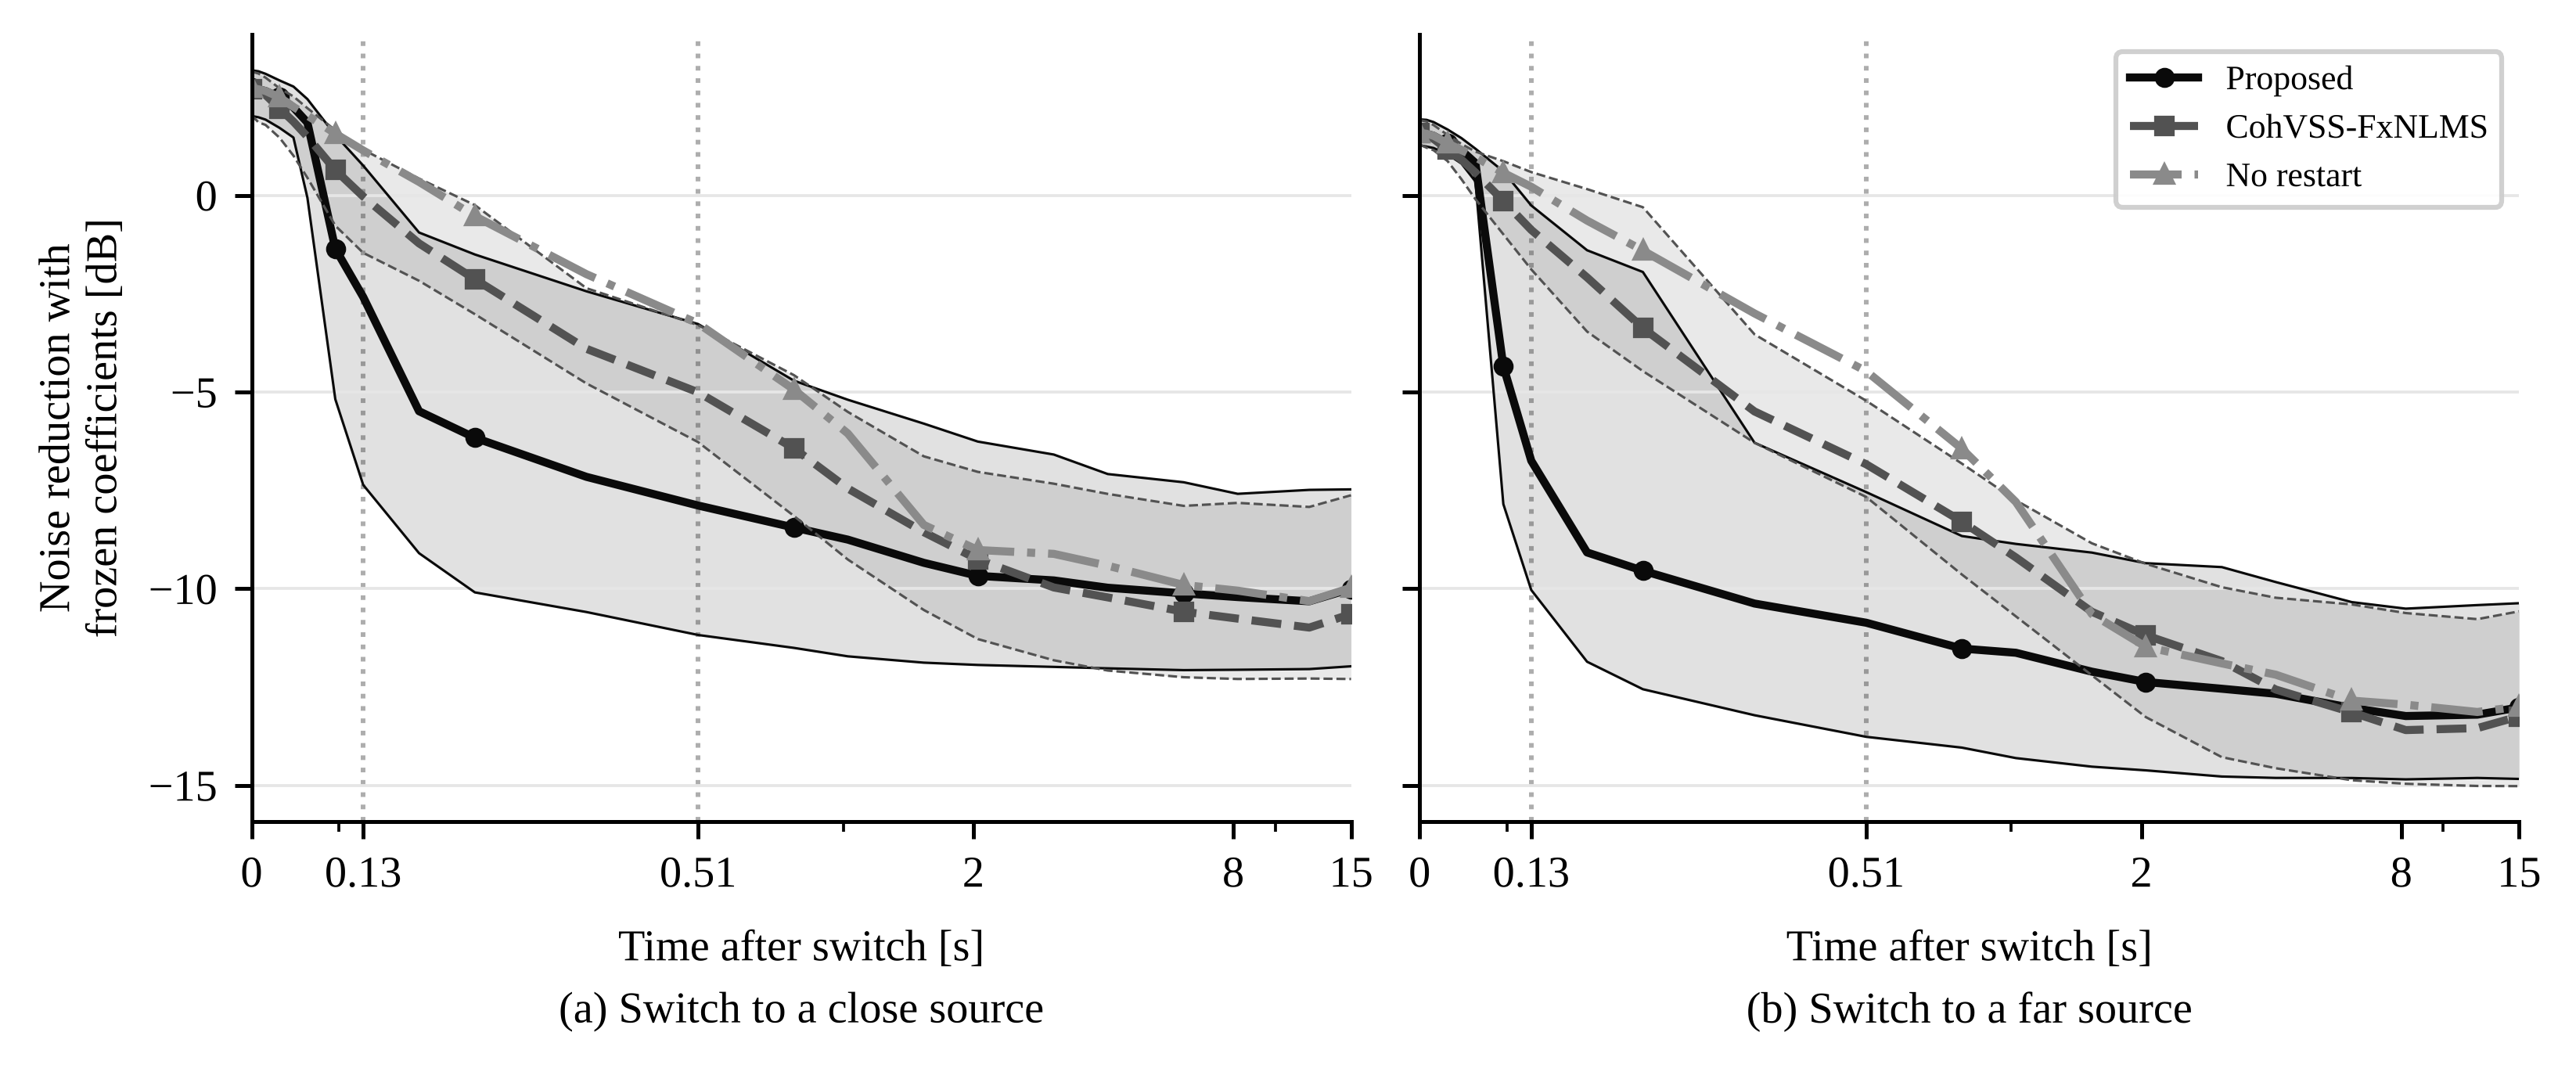 Noise reduction with
frozen coefficients [dB]
0
−5
−10
−15
0 0.13 0.51 2 8 15
Time after switch [s]
(a) Switch to a close source
Proposed
CohVSS-FxNLMS
No restart
0 0.13 0.51 2 8 15
Time after switch [s]
(b) Switch to a far source